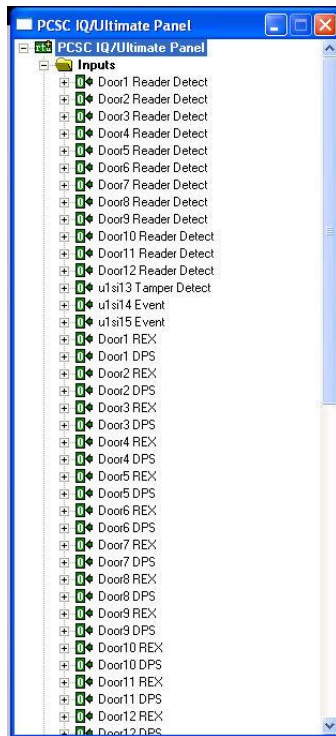 PCSC IQ/Ultimate Panel
PCSC IQ/Ultimate Panel
Inputs
Door1 Reader Detect
Door2 Reader Detect
Door3 Reader Detect
Door4 Reader Detect
Door5 Reader Detect
Door6 Reader Detect
Door7 Reader Detect
Door8 Reader Detect
Door9 Reader Detect
Door10 Reader Detect
Door11 Reader Detect
Door12 Reader Detect
u1si13 Tamper Detect
u1si14 Event
u1si15 Event
Door1 REX
Door1 DPS
Door2 REX
Door2 DPS
Door3 REX
Door3 DPS
Door4 REX
Door4 DPS
Door5 REX
Door5 DPS
Door6 REX
Door6 DPS
Door7 REX
Door7 DPS
Door8 REX
Door8 DPS
Door9 REX
Door9 DPS
Door10 REX
Door10 DPS
Door11 REX
Door11 DPS
Door12 REX
Door12 DPS